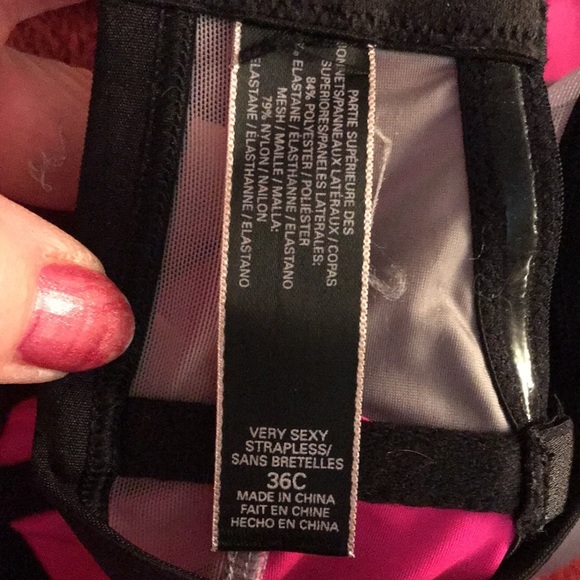 PARTIE SUPÉRIEURE DES
BONNETS/PANNEAUX LATÉRAUX / COPAS
SUPERIORES/PANELES LATERALES:
84% POLYESTER / POLIÉSTER
ELASTANE / ÉLASTHANNE / ELASTANO
MESH / MAILLE / MALLA:
79% NYLON / NAILON
ELASTANE / ÉLASTHANNE / ELASTANO
VERY SEXY
STRAPLESS/
SANS BRETELLES
36C
MADE IN CHINA
FAIT EN CHINE
HECHO EN CHINA